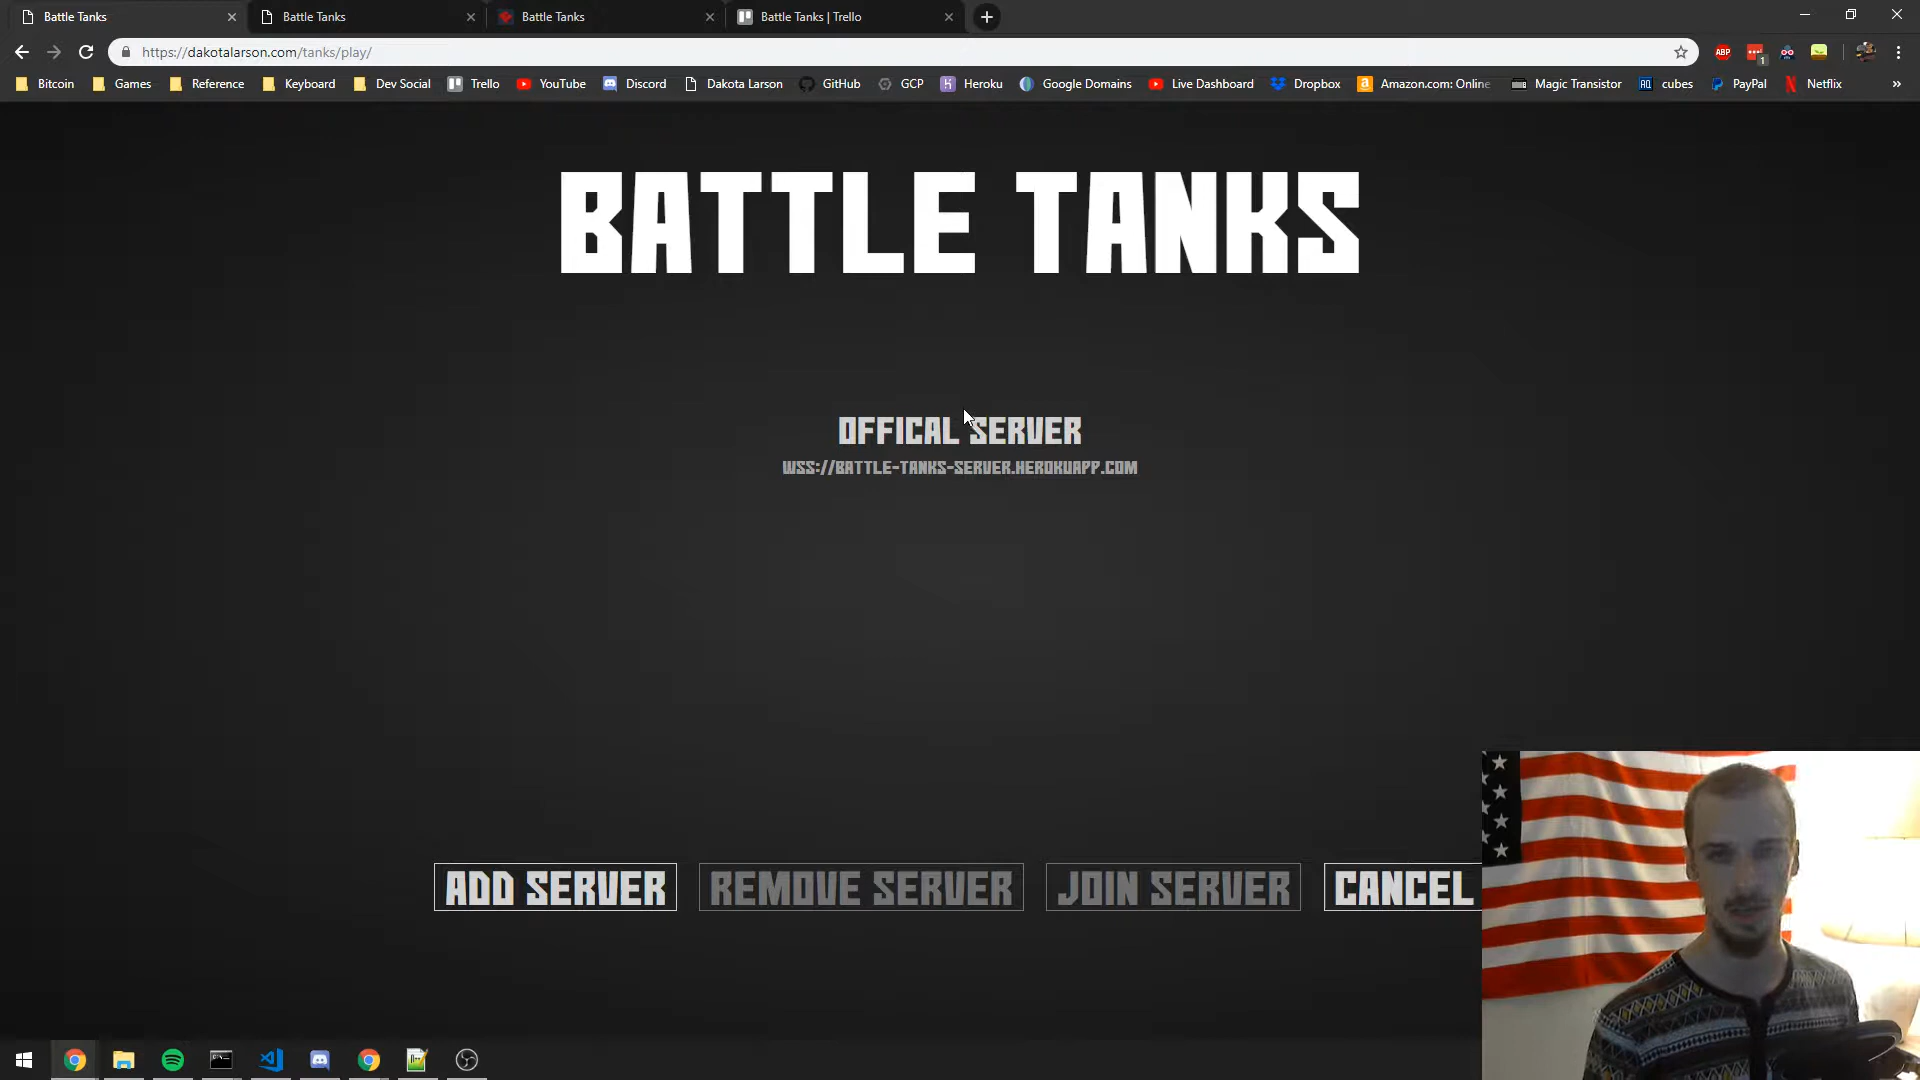 Battle Tanks
Battle Tanks
Battle Tanks
Battle Tanks | Trello
https://dakotalarson.com/tanks/play/
ABP
1
Bitcoin
Games
Reference
Keyboard
Dev Social
Trello
YouTube
Discord
Dakota Larson
GitHub
GCP
Heroku
Google Domains
Live Dashboard
Dropbox
Amazon.com: Online
Magic Transistor
cubes
PayPal
Netflix
BATTLE TANKS
OFFICAL SERVER
WSS://BATTLE-TANKS-SERVER.HEROKUAPP.COM
ADD SERVER
REMOVE SERVER
JOIN SERVER
CANCEL